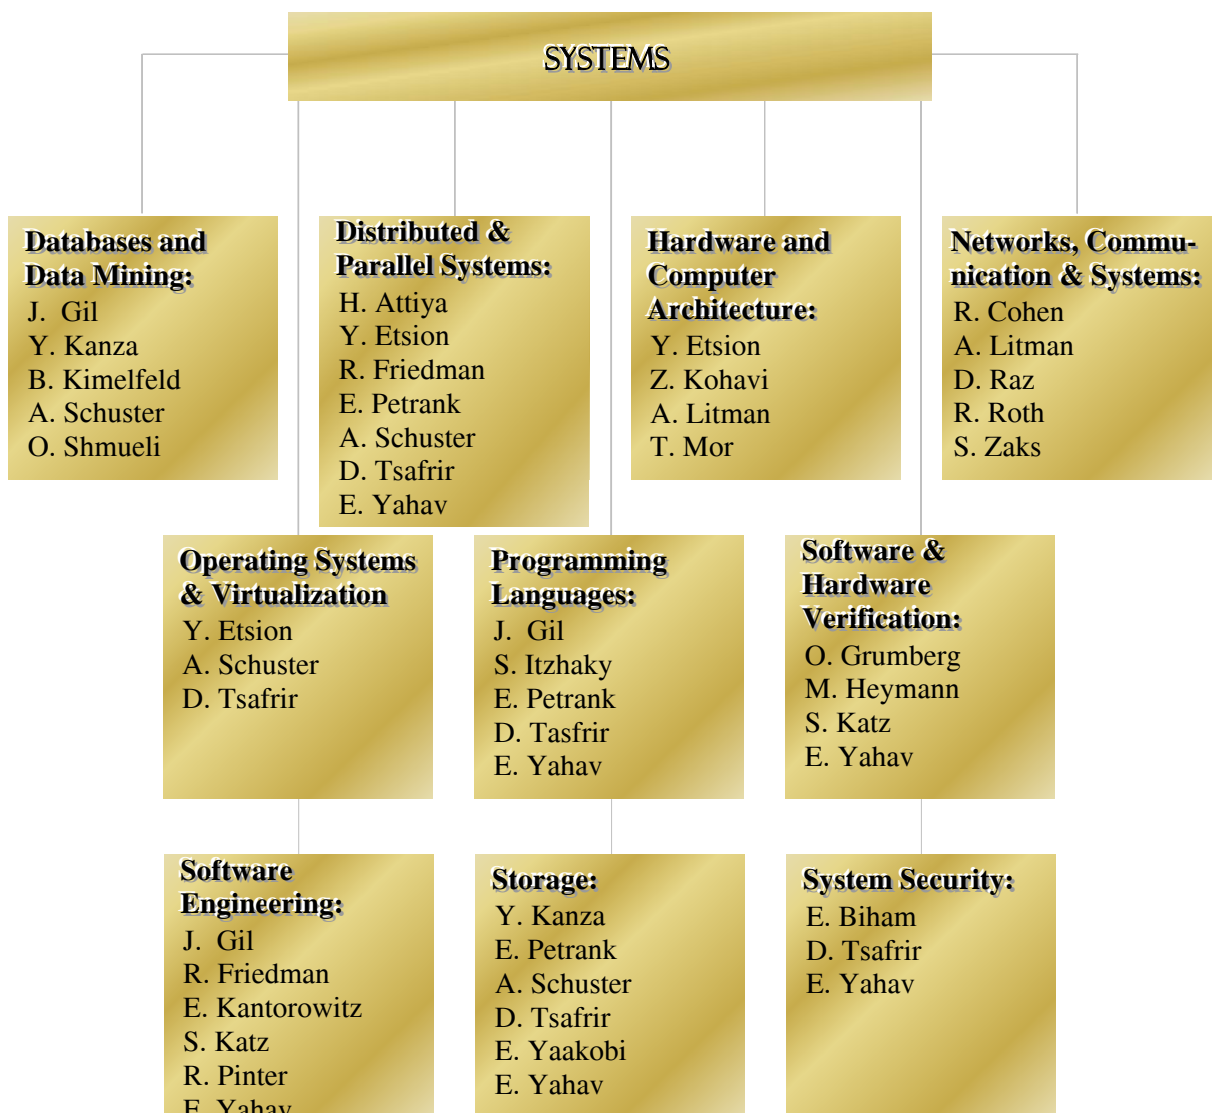 SYSTEMS
Databases and
Data Mining:
J. Gil
Y. Kanza
B. Kimelfeld
A. Schuster
O. Shmueli
Distributed &
Parallel Systems:
H. Attiya
Y. Etsion
R. Friedman
E. Petrank
A. Schuster
D. Tsafrir
E. Yahav
Hardware and
Computer
Architecture:
Y. Etsion
Z. Kohavi
A. Litman
T. Mor
Networks, Commu-
nication & Systems:
R. Cohen
A. Litman
D. Raz
R. Roth
S. Zaks
Operating Systems
& Virtualization
Y. Etsion
A. Schuster
D. Tsafrir
Programming
Languages:
J. Gil
S. Itzhaky
E. Petrank
D. Tasfrir
E. Yahav
Software &
Hardware
Verification:
O. Grumberg
M. Heymann
S. Katz
E. Yahav
Software
Engineering:
J. Gil
R. Friedman
E. Kantorowitz
S. Katz
R. Pinter
E. Yahav
Storage:
Y. Kanza
E. Petrank
A. Schuster
D. Tsafrir
E. Yaakobi
E. Yahav
System Security:
E. Biham
D. Tsafrir
E. Yahav